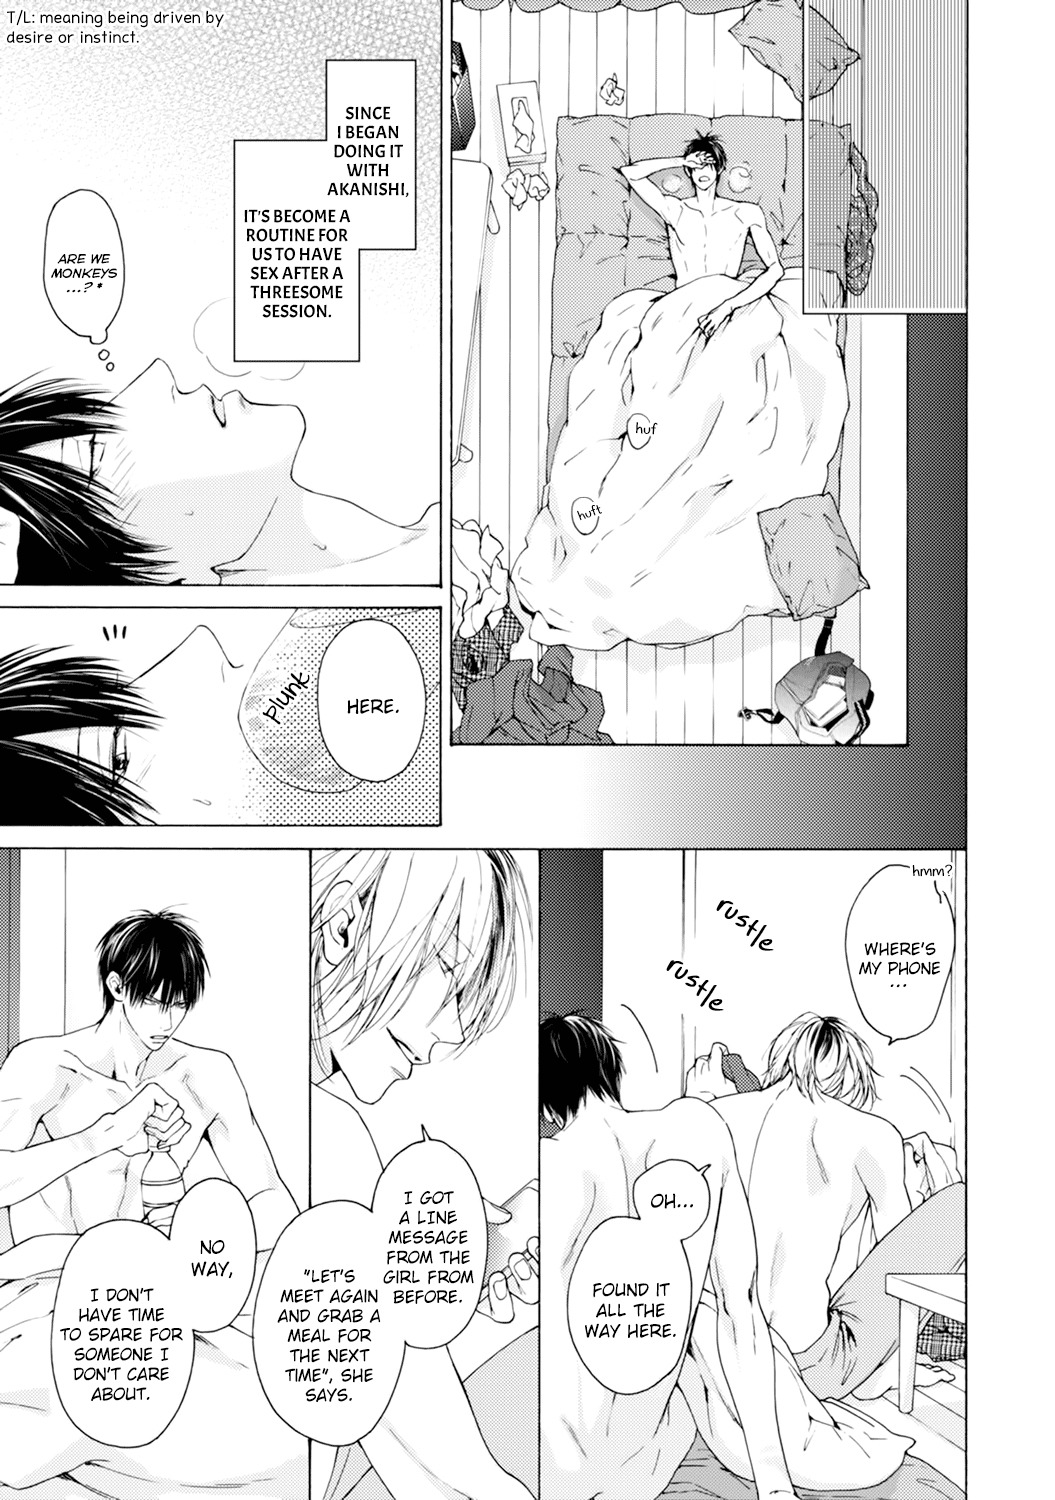 T/L: meaning being driven by
desire or instinct.
huf
huft
SINCE
I BEGAN
DOING IT
WITH
AKANISHI,
IT'S BECOME A
ROUTINE FOR
US TO HAVE
SEX AFTER A
THREESOME
SESSION.
ARE WE
MONKEYS
...? *
HERE.
plunk
hmm?
WHERE'S
MY PHONE
...
rustle
rustle
OH...
FOUND IT
ALL THE
WAY HERE.
I GOT
A LINE
MESSAGE
FROM THE
GIRL FROM
BEFORE.
"LET'S
MEET AGAIN
AND GRAB A
MEAL FOR
THE NEXT
TIME", SHE
SAYS.
NO
WAY,
I DON'T
HAVE TIME
TO SPARE FOR
SOMEONE I
DON'T CARE
ABOUT.